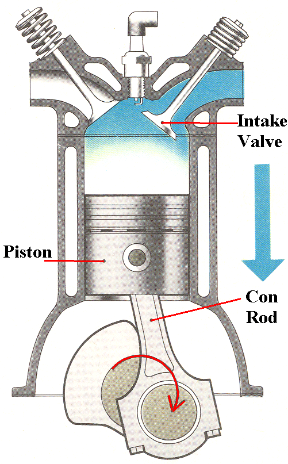 Intake
Valve
Piston
Con
Rod